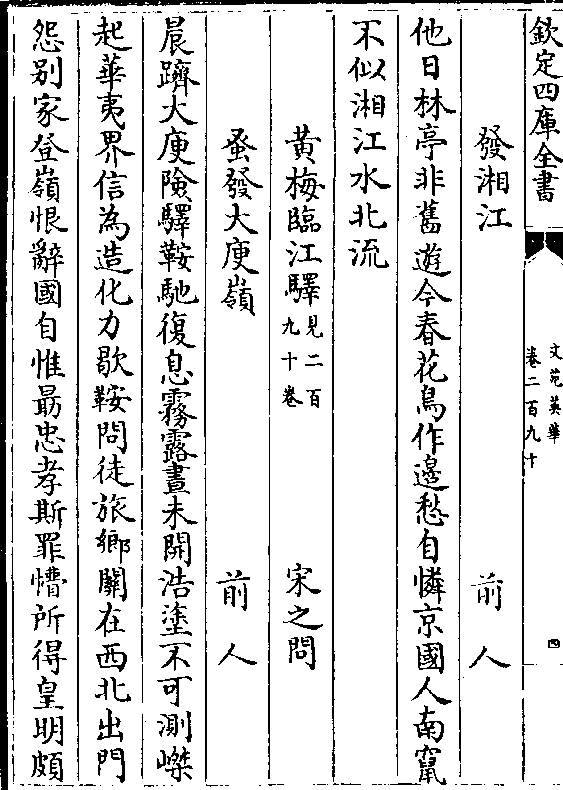 欽定四庫全書
文苑英華
卷二百九十
四
發湘江
前人
他日林亭非舊遊今春花鳥作邊愁自憐京國人南竄
不似湘江水北流
黃梅臨江驛見二百九十卷
宋之問
蚤發大庾嶺
前人
晨躋大庾險驛鞍馳復息霧露晝未開浩塗不可測嶫
起華夷界信為造化力歇鞍問徒旅鄉關在西北出門
怨别家登嶺恨辭國自惟朂忠孝斯罪懵所得皇明頗